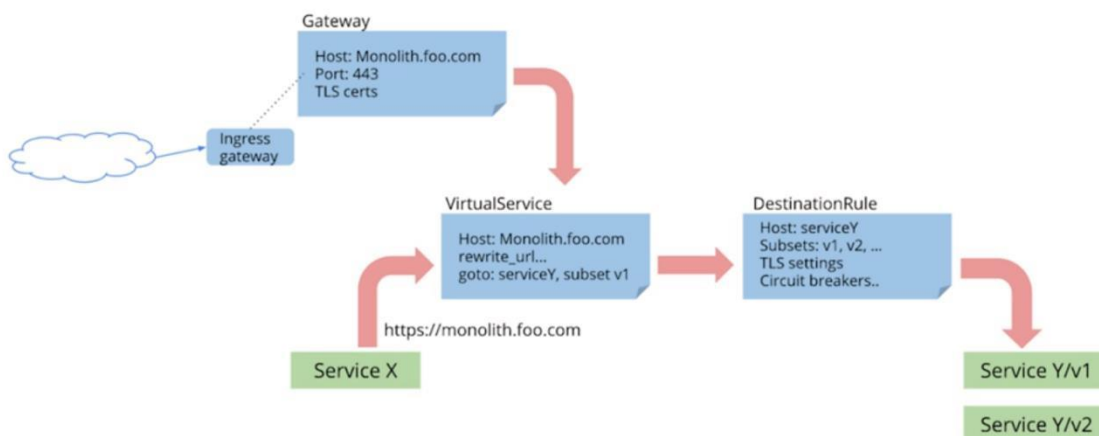 Gateway
Host: Monolith.foo.com
Port: 443
TLS certs
Ingress
gateway
VirtualService
Host: Monolith.foo.com
rewrite_url...
goto: serviceY, subset v1
DestinationRule
Host: serviceY
Subsets: v1, v2, ...
TLS settings
Circuit breakers..
https://monolith.foo.com
Service X
Service Y/v1
Service Y/v2